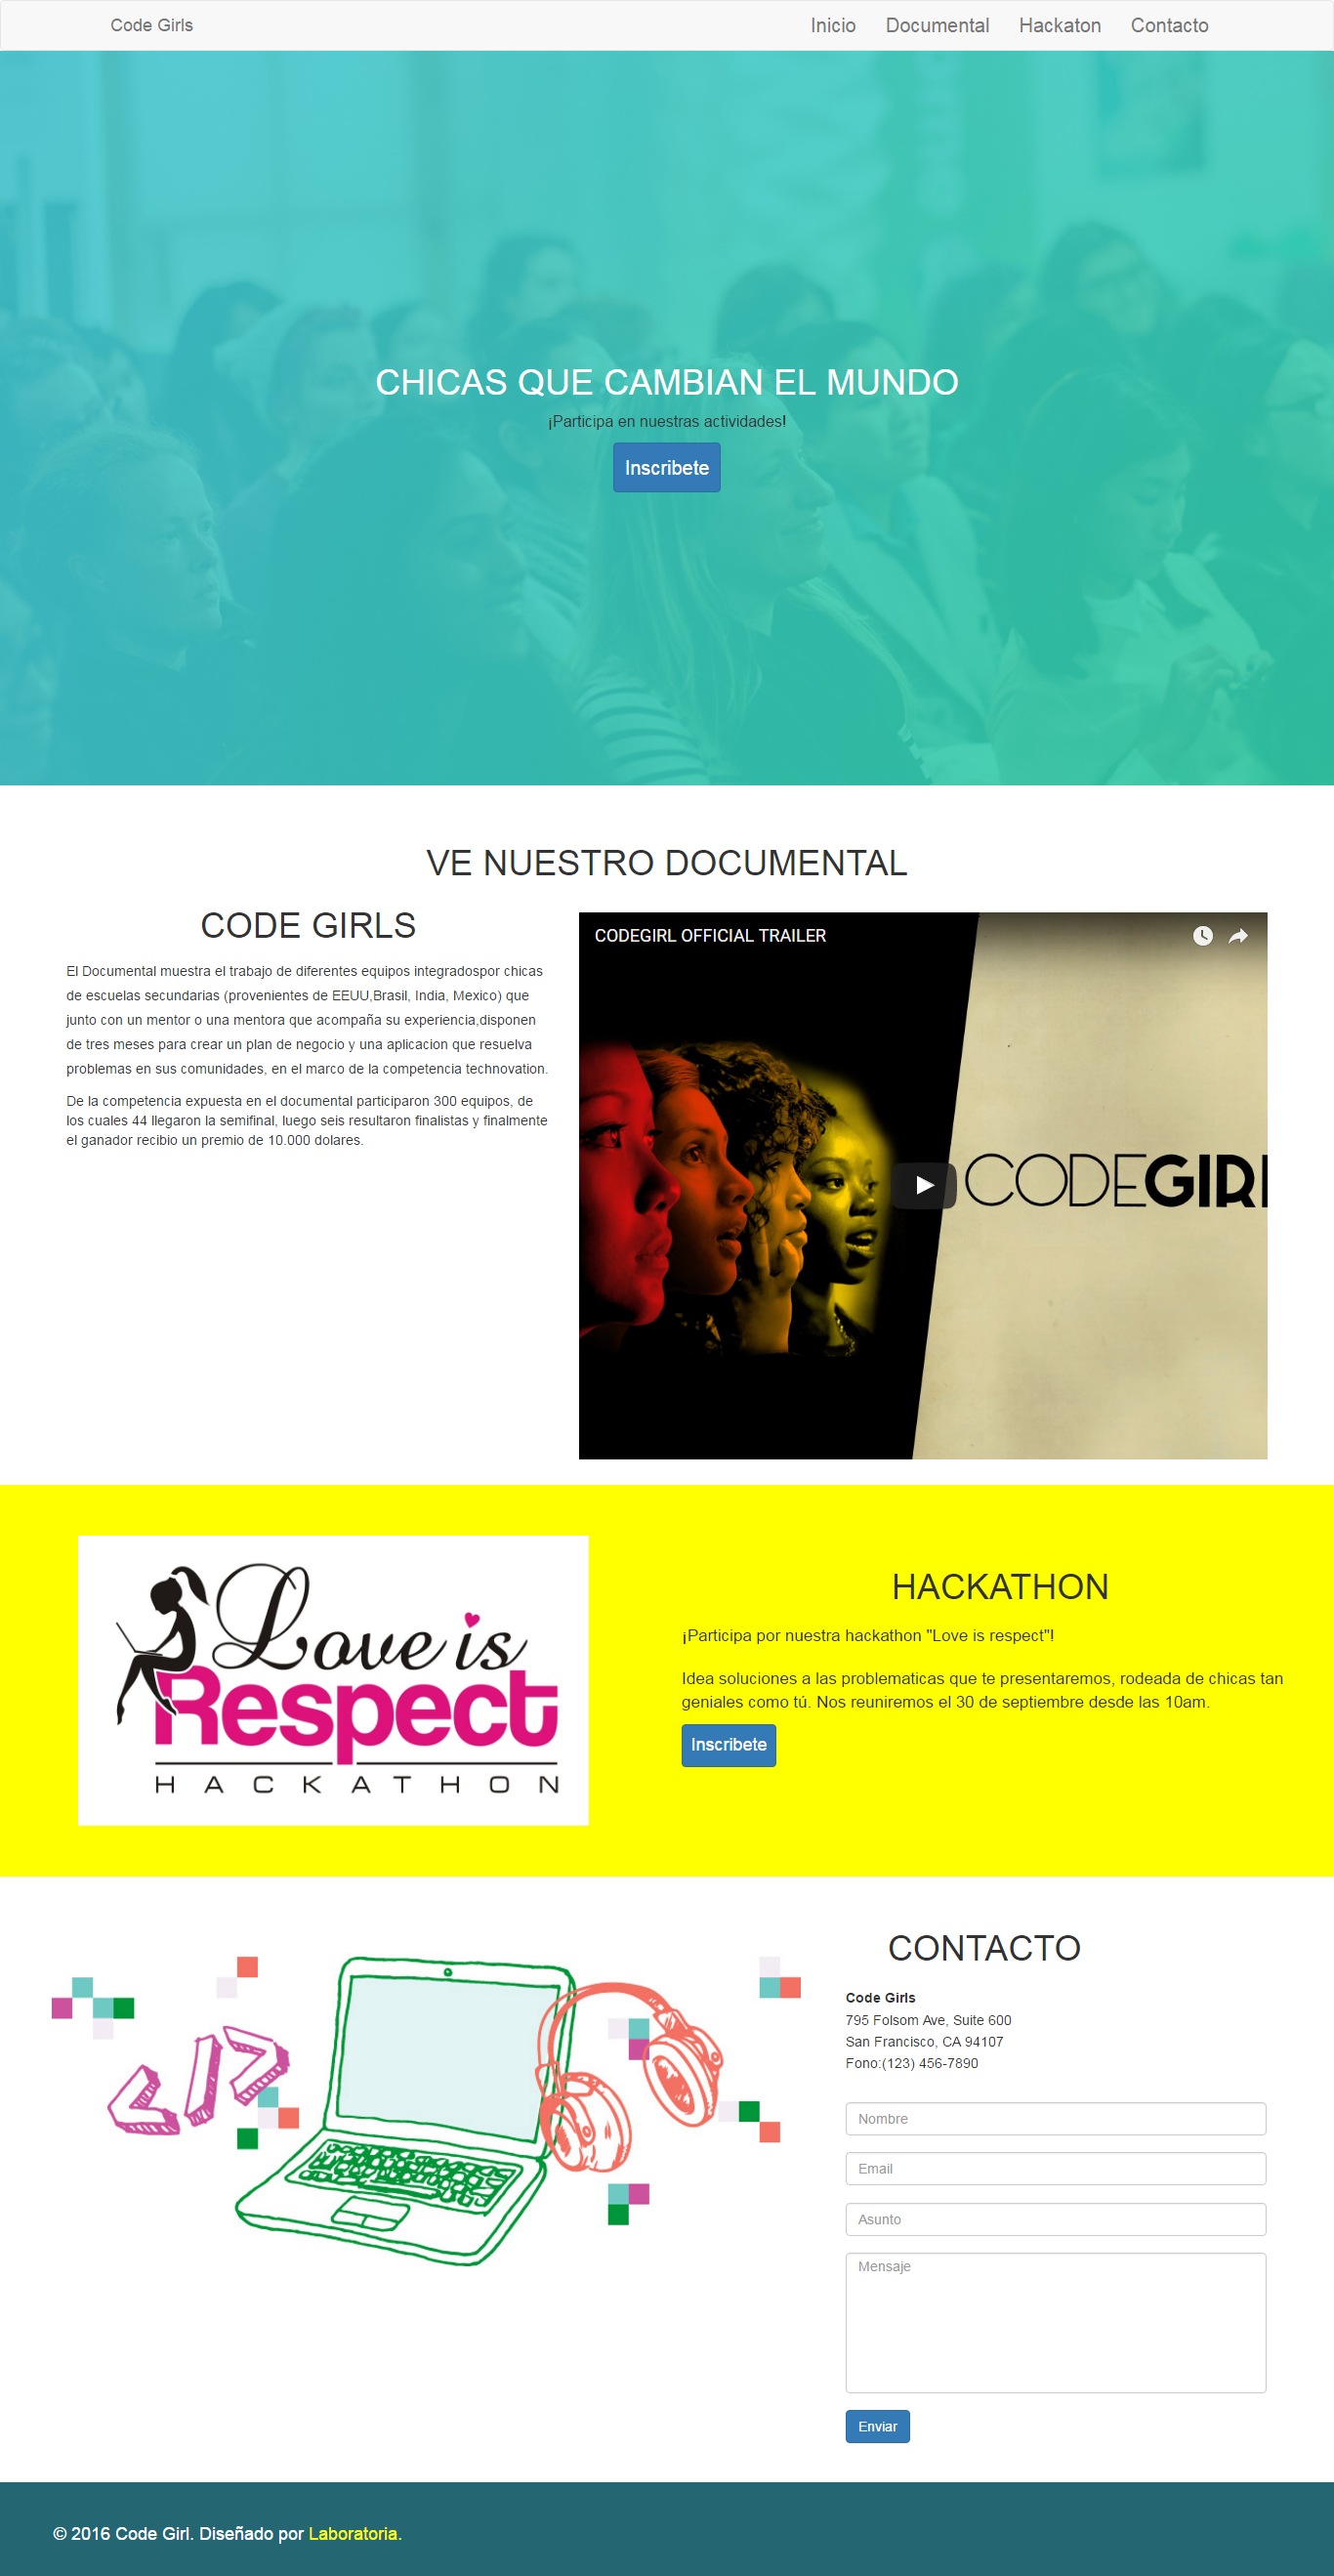 Code Girls
Inicio Documental Hackaton Contacto
CHICAS QUE CAMBIAN EL MUNDO
¡Participa en nuestras actividades!
Inscribete
VE NUESTRO DOCUMENTAL
CODE GIRLS
El Documental muestra el trabajo de diferentes equipos integradospor chicas
de escuelas secundarias (provenientes de EEUU,Brasil, India, Mexico) que
junto con un mentor o una mentora que acompaña su experiencia,disponen
de tres meses para crear un plan de negocio y una aplicacion que resuelva
problemas en sus comunidades, en el marco de la competencia technovation.
De la competencia expuesta en el documental participaron 300 equipos, de
los cuales 44 llegaron la semifinal, luego seis resultaron finalistas y finalmente
el ganador recibio un premio de 10.000 dolares.
CODEGIRL OFFICIAL TRAILER
CODEGIRL
Love is
Respect
HACKATHON
HACKATHON
¡Participa por nuestra hackathon "Love is respect"!
Idea soluciones a las problematicas que te presentaremos, rodeada de chicas tan
geniales como tú. Nos reuniremos el 30 de septiembre desde las 10am.
Inscribete
</>
CONTACTO
Code Girls
795 Folsom Ave, Suite 600
San Francisco, CA 94107
Fono:(123) 456-7890
Nombre
Email
Asunto
Mensaje
Enviar
© 2016 Code Girl. Diseñado por Laboratoria.